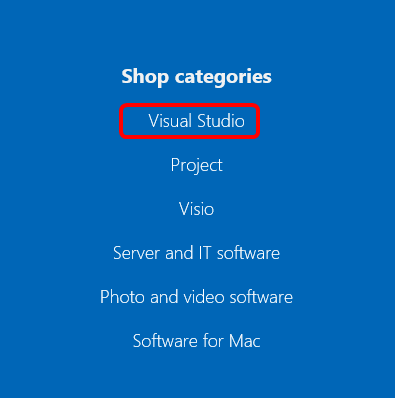 Shop categories
Visual Studio
Project
Visio
Server and IT software
Photo and video software
Software for Mac